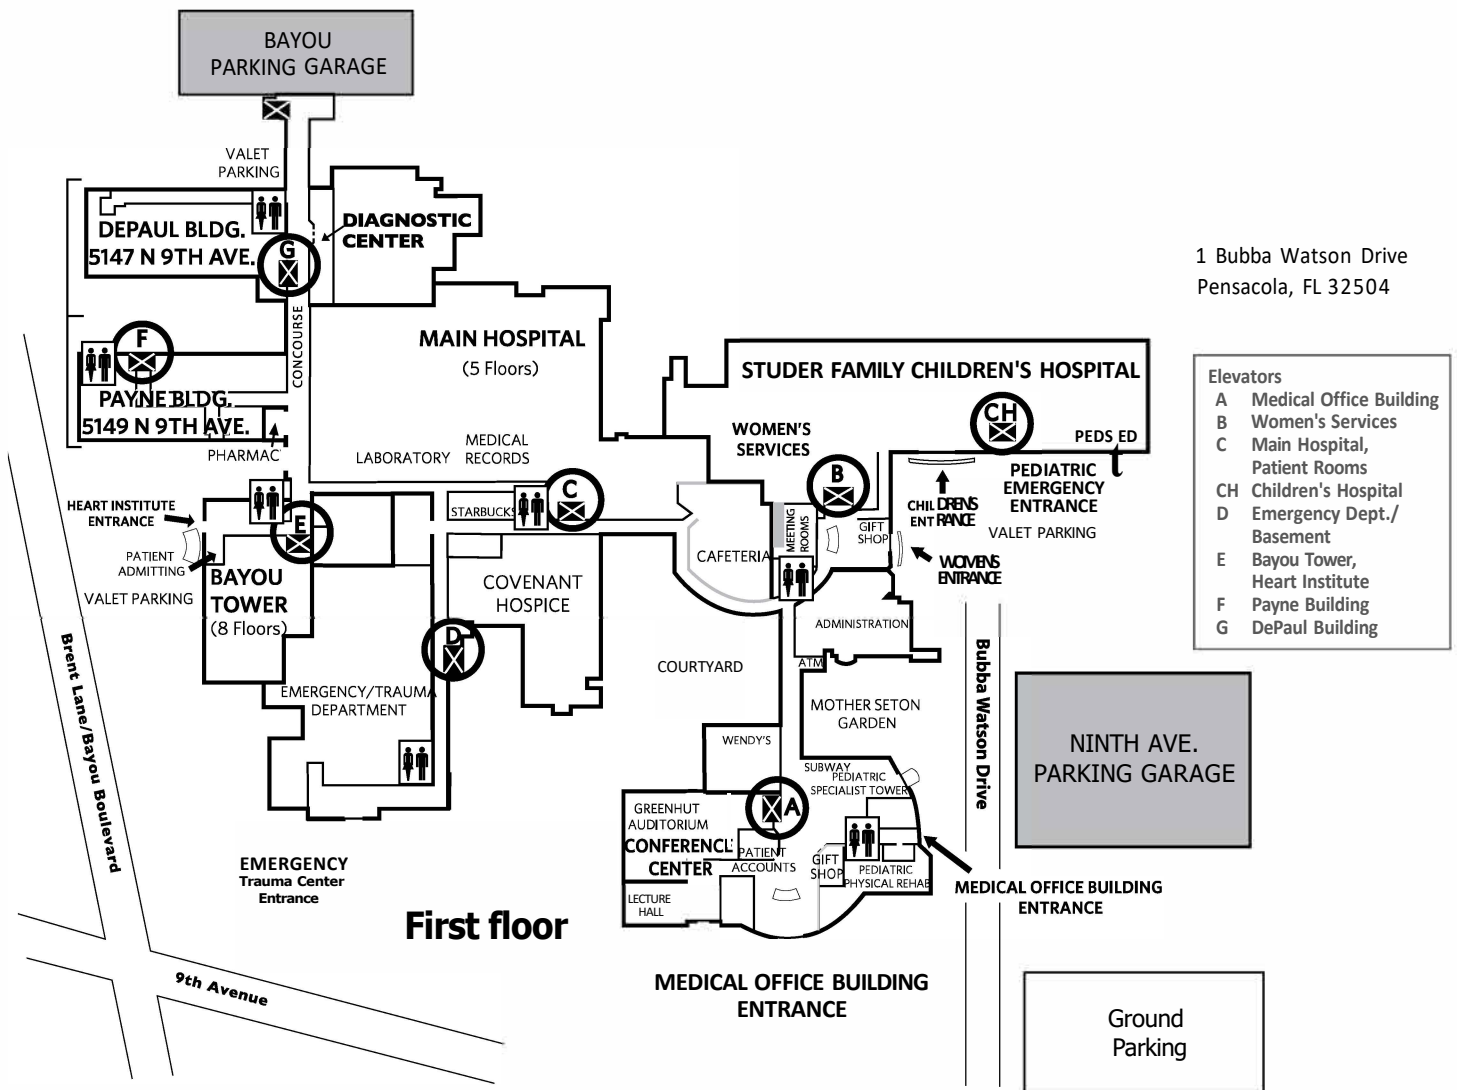 BAYOU
PARKING GARAGE
VALET
PARKING
DEPAUL BLDG.
5147 N 9TH AVE.
G
DIAGNOSTIC
CENTER
1 Bubba Watson Drive
Pensacola, FL 32504
CONCOURSE
F
MAIN HOSPITAL
(5 Floors)
PAYNE BLDG.
5149 N 9TH AVE.
PHARMAC
STUDER FAMILY CHILDREN'S HOSPITAL
CH
PEDS ED
WOMEN'S
SERVICES
B
PEDIATRIC
EMERGENCY
ENTRANCE
VALET PARKING
CHILDREN'S
ENTRANCE
WOMEN'S
ENTRANCE
Elevators
A Medical Office Building
B Women's Services
C Main Hospital,
Patient Rooms
CH Children's Hospital
D Emergency Dept./
Basement
E Bayou Tower,
Heart Institute
F Payne Building
G DePaul Building
MEDICAL
RECORDS
LABORATORY
STARBUCKS
C
HEART INSTITUTE
ENTRANCE
E
PATIENT
ADMITTING
VALET PARKING
BAYOU
TOWER
(8 Floors)
COVENANT
HOSPICE
CAFETERIA
MEETING
ROOMS
GIFT
SHOP
ADMINISTRATION
ATM
D
EMERGENCY/TRAUMA
DEPARTMENT
COURTYARD
MOTHER SETON
GARDEN
Bubba Watson Drive
NINTH AVE.
PARKING GARAGE
Brent Lane/Bayou Boulevard
WENDY'S
SUBWAY
PEDIATRIC
SPECIALIST TOWER
A
GREENHUT
AUDITORIUM
CONFERENCE
CENTER
PATIENT
ACCOUNTS
GIFT
SHOP
PEDIATRIC
PHYSICAL REHAB
LECTURE
HALL
MEDICAL OFFICE BUILDING
ENTRANCE
EMERGENCY
Trauma Center
Entrance
First floor
MEDICAL OFFICE BUILDING
ENTRANCE
9th Avenue
Ground
Parking